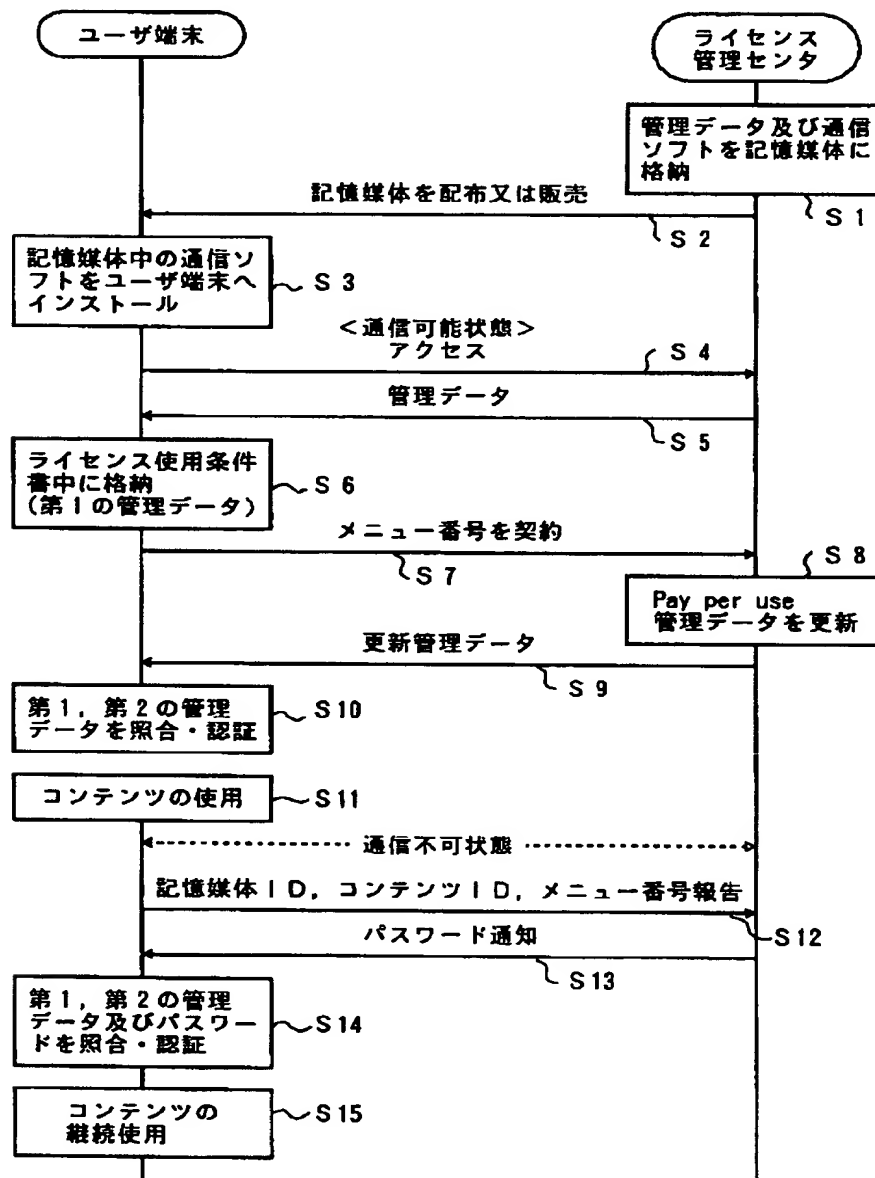 ユーザ端末
ライセンス
管理センタ
管理データ及び通信
ソフトを記憶媒体に
格納
S1
記憶媒体を配布又は販売
S2
記憶媒体中の通信ソ
フトをユーザ端末へ
インストール
S3
<通信可能状態>
アクセス
S4
管理データ
S5
ライセンス使用条件
書中に格納
(第1の管理データ)
S6
メニュー番号を契約
S7
S8
Pay per use
管理データを更新
更新管理データ
S9
第1,第2の管理
データを照合・認証
S10
コンテンツの使用
S11
通信不可状態
記憶媒体ID,コンテンツID,メニュー番号報告
S12
パスワード通知
S13
第1,第2の管理
データ及びパスワー
ドを照合・認証
S14
コンテンツの
継続使用
S15